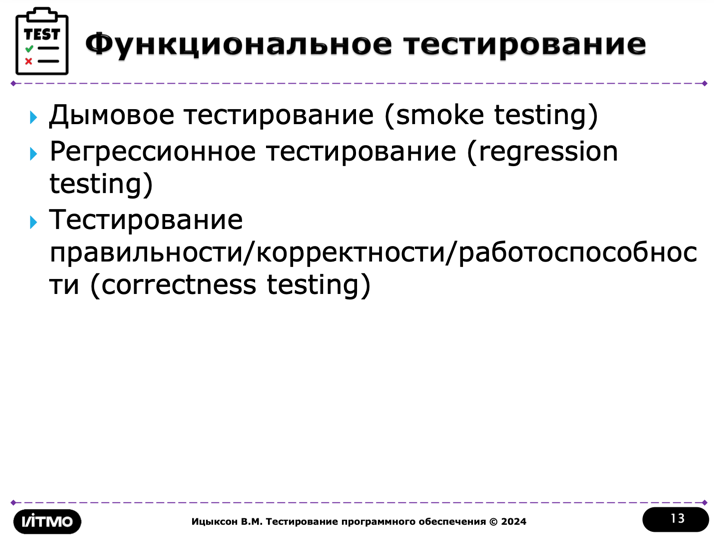 TEST
Функциональное тестирование
Дымовое тестирование (smoke testing)
Регрессионное тестирование (regression
testing)
Тестирование
правильности/корректности/работоспособнос
ти (correctness testing)
ИТМО
Ицыксон В.М. Тестирование программного обеспечения © 2024
13